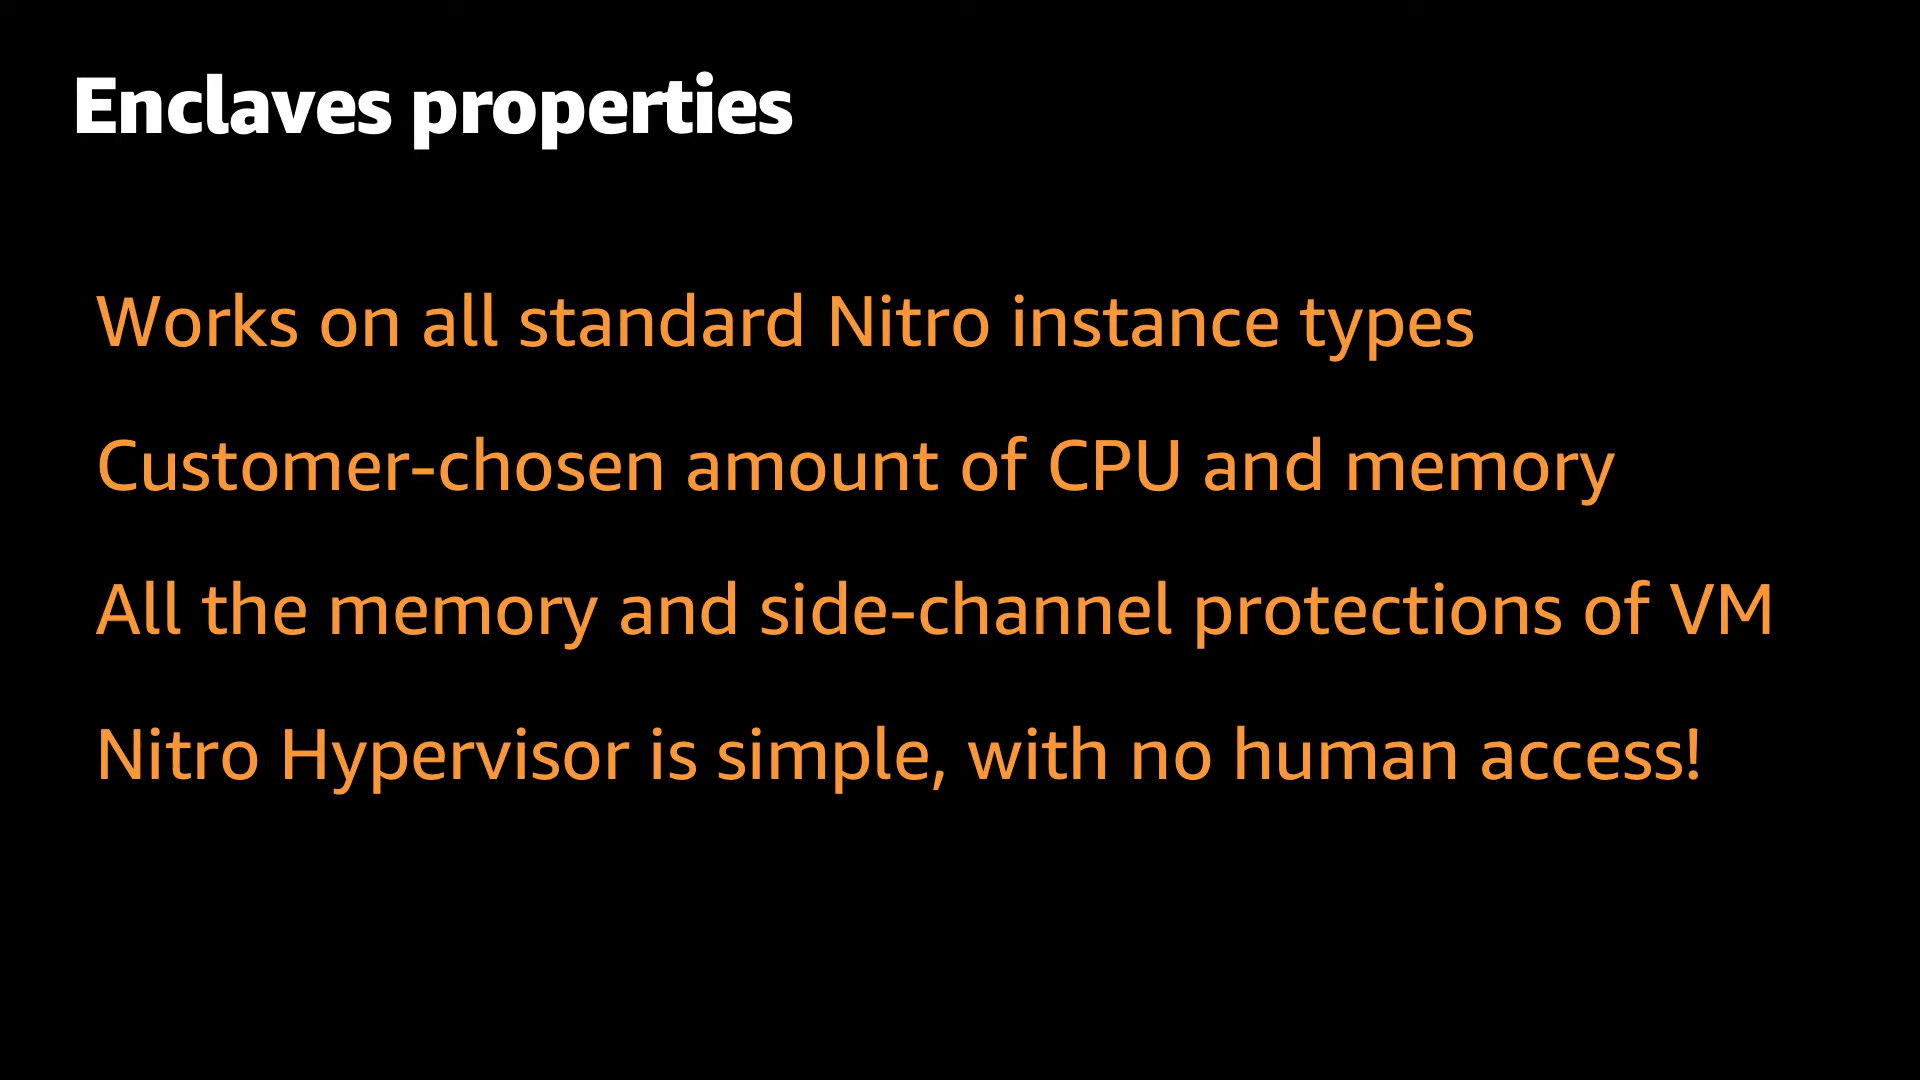 Enclaves properties
Works on all standard Nitro instance types
Customer-chosen amount of CPU and memory
All the memory and side-channel protections of VM
Nitro Hypervisor is simple, with no human access!